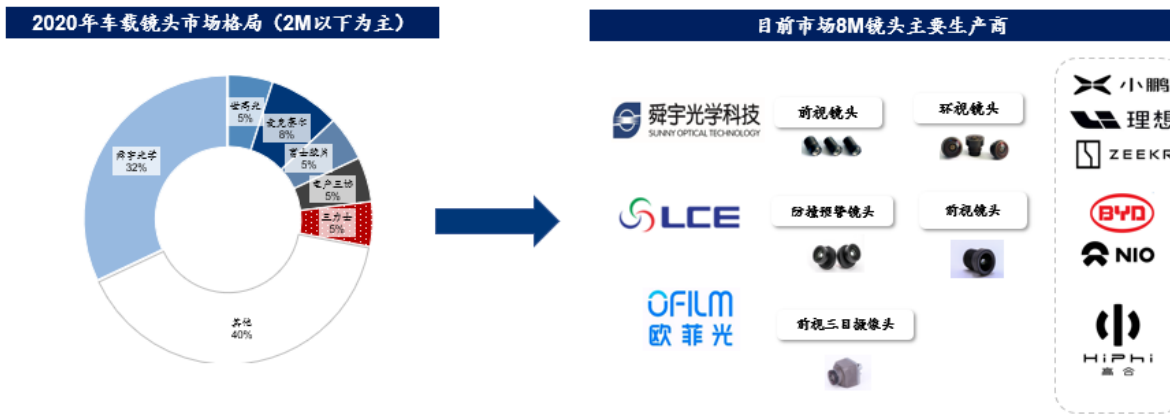 2020年车载镜头市场格局（2M以下为主）
世高光
5%
麦克赛尔
8%
富士胶片
5%
电产三协
5%
三力士
5%
舜宇光学
32%
其他
40%
目前市场8M镜头主要生产商
舜宇光学科技
SUNNY OPTICAL TECHNOLOGY
前视镜头
环视镜头
LCE
防撞预警镜头
前视镜头
OFILM
欧菲光
前视三目摄像头
小鹏
理想
ZEEKR
BYD
NIO
HiPhi
高合